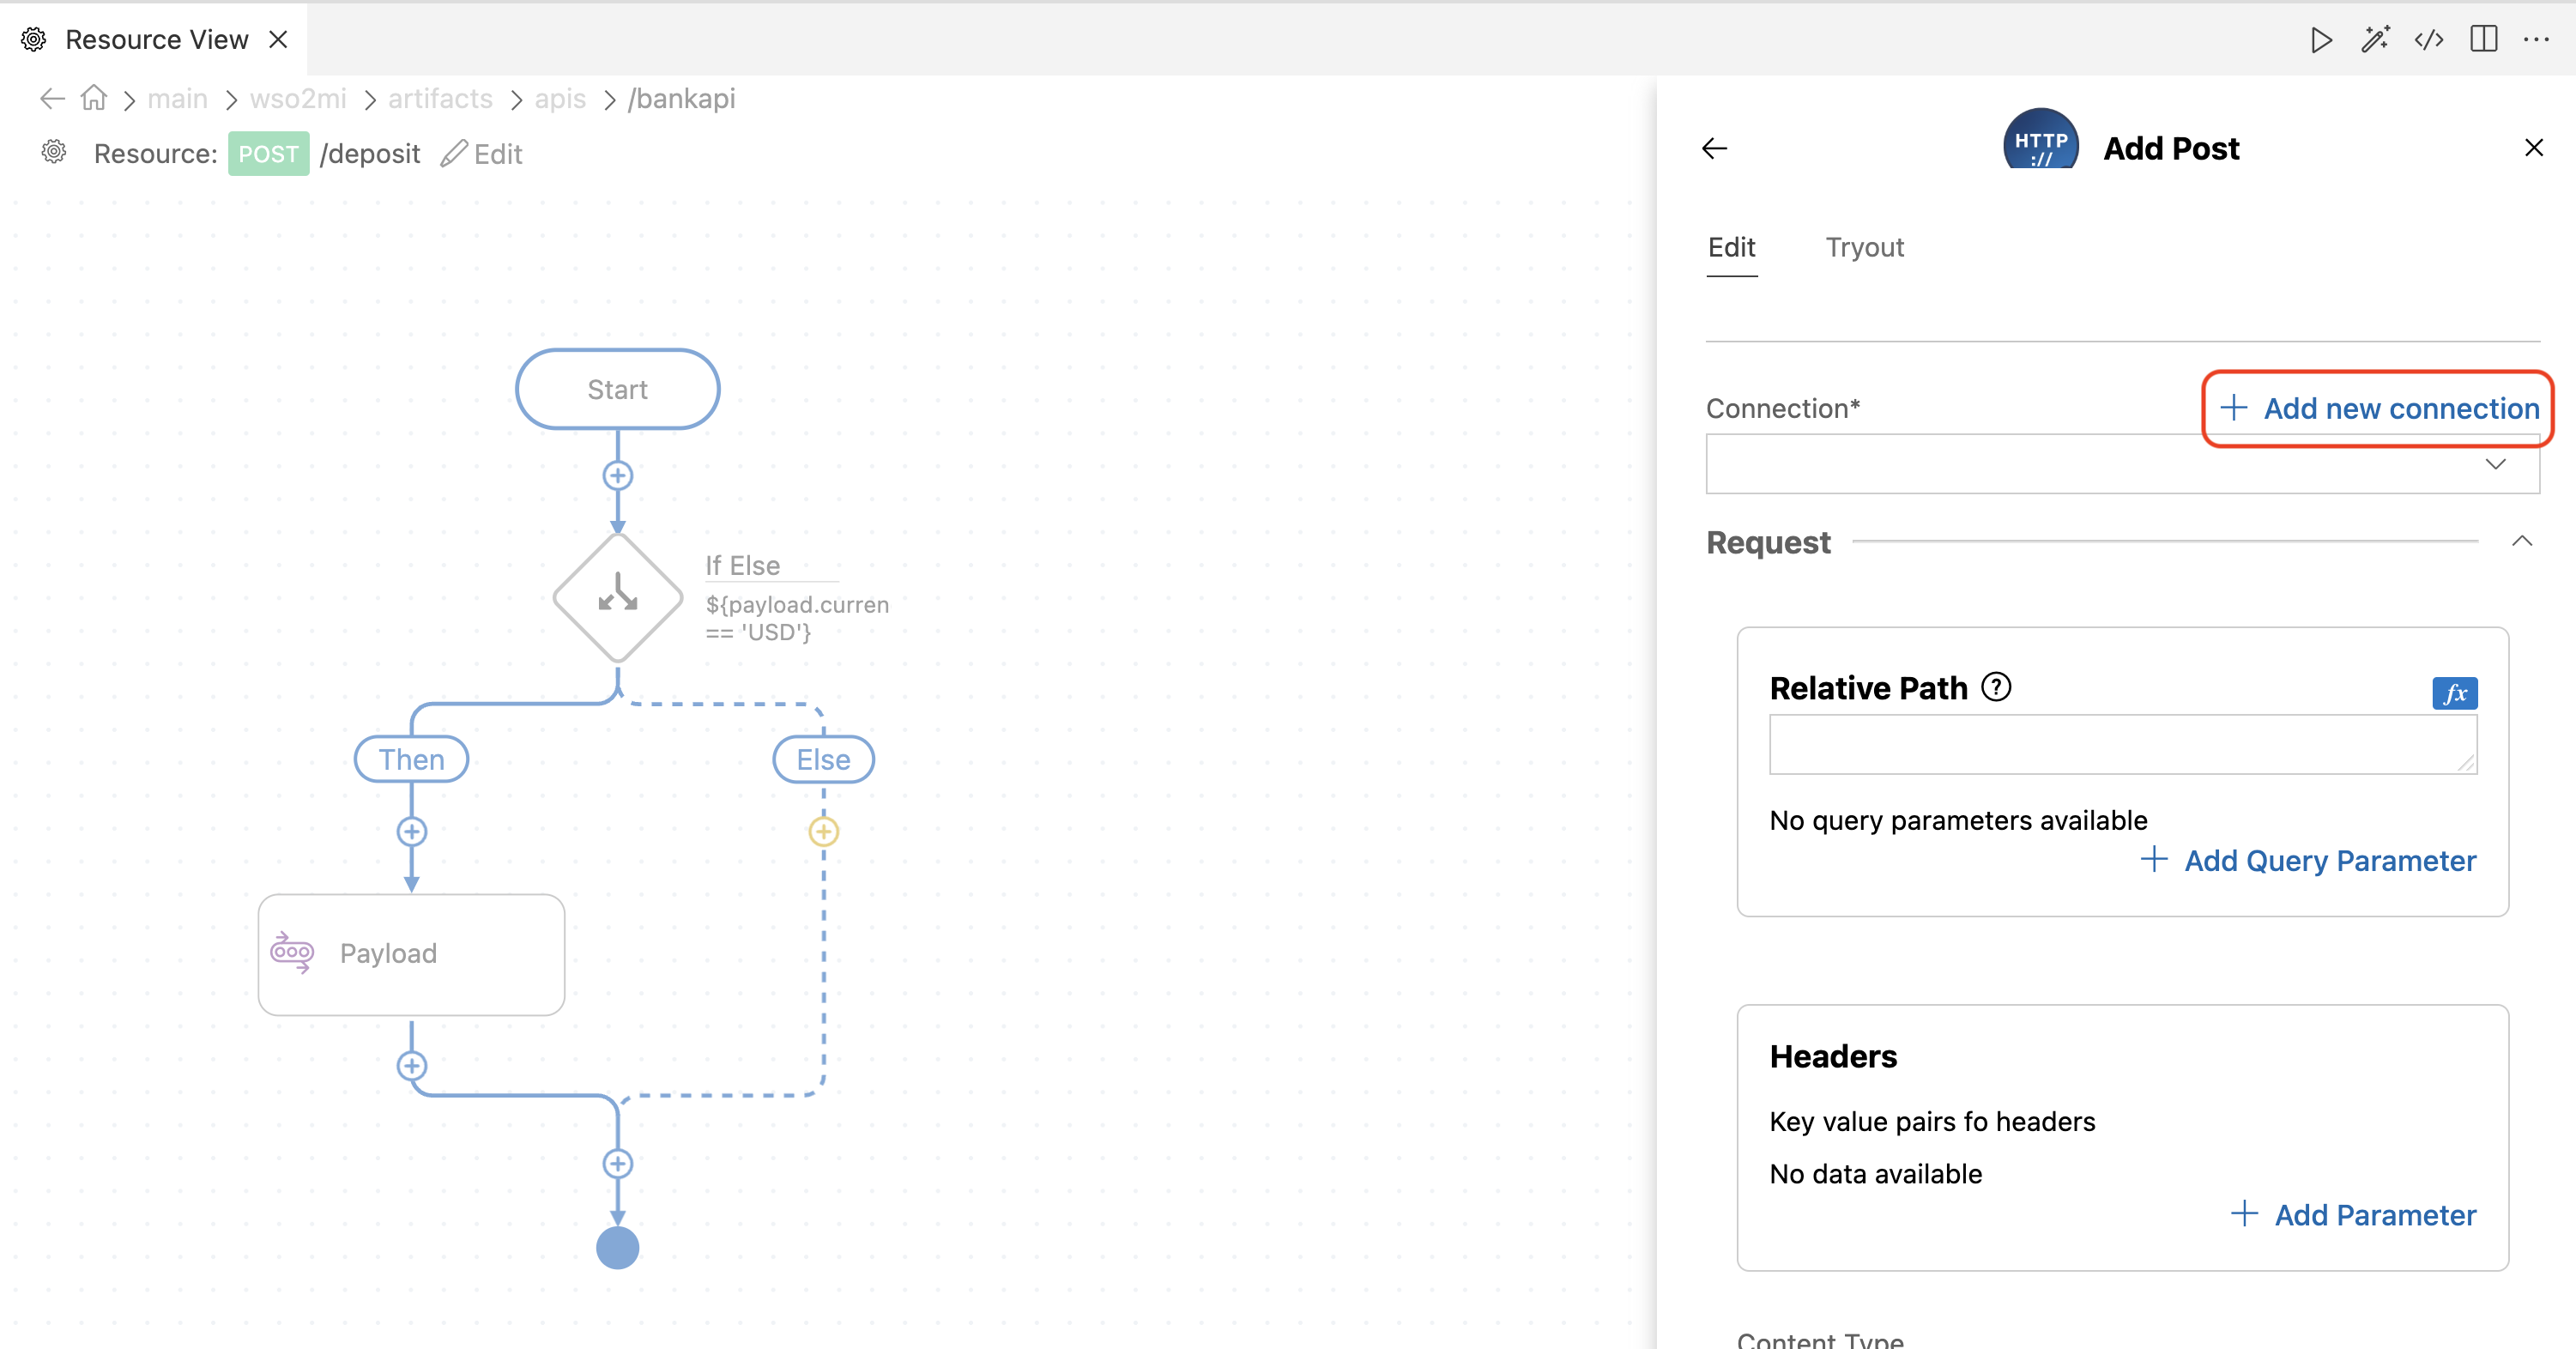 Resource View
main
wso2mi
artifacts
apis
/bankapi
Resource: POST /deposit Edit
Start
If Else
${payload.curren
== 'USD'}
Then
Else
Payload
HTTP
://
Add Post
Edit
Tryout
Connection*
Add new connection
Request
Relative Path
fx
No query parameters available
Add Query Parameter
Headers
Key value pairs fo headers
No data available
Add Parameter
Content Type